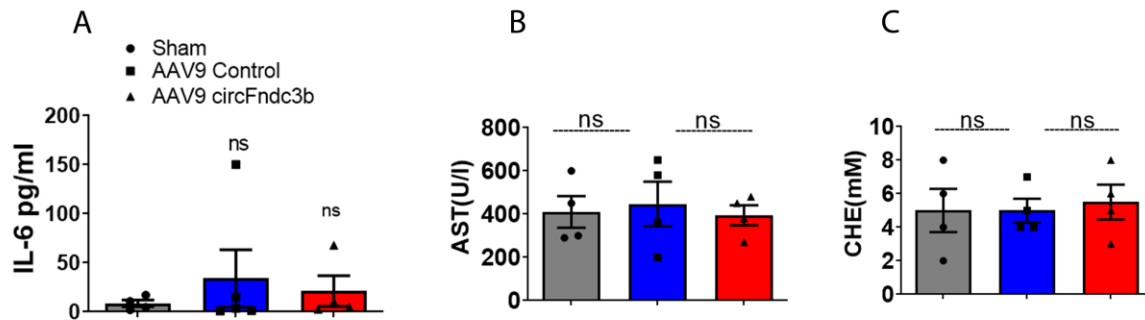 A
Sham
AAV9 Control
AAV9 circFndc3b
IL-6 pg/ml
200
150
100
50
0
ns
ns
B
AST(U/l)
800
600
400
200
0
ns
ns
C
CHE(mM)
10
8
6
4
2
0
ns
ns